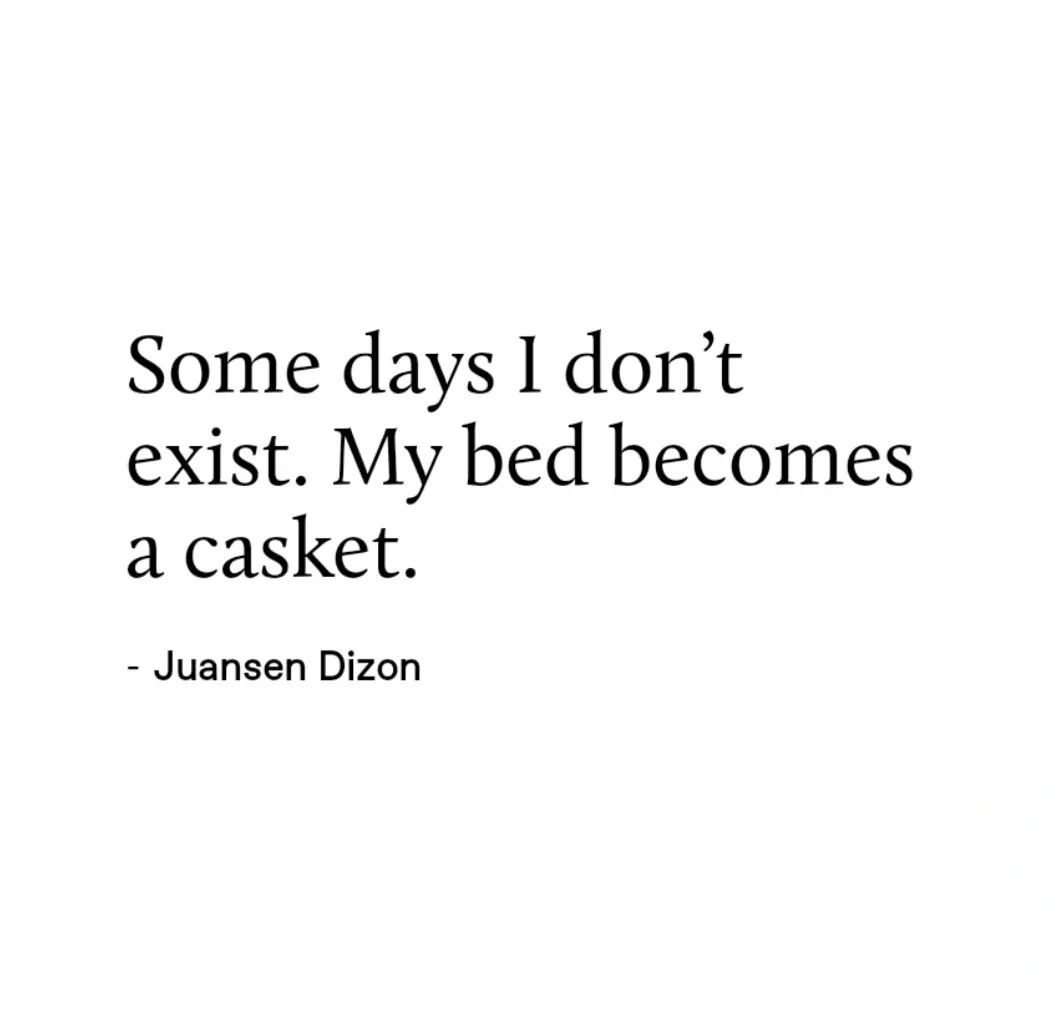 Some days I don’t
exist. My bed becomes
a casket.
- Juansen Dizon